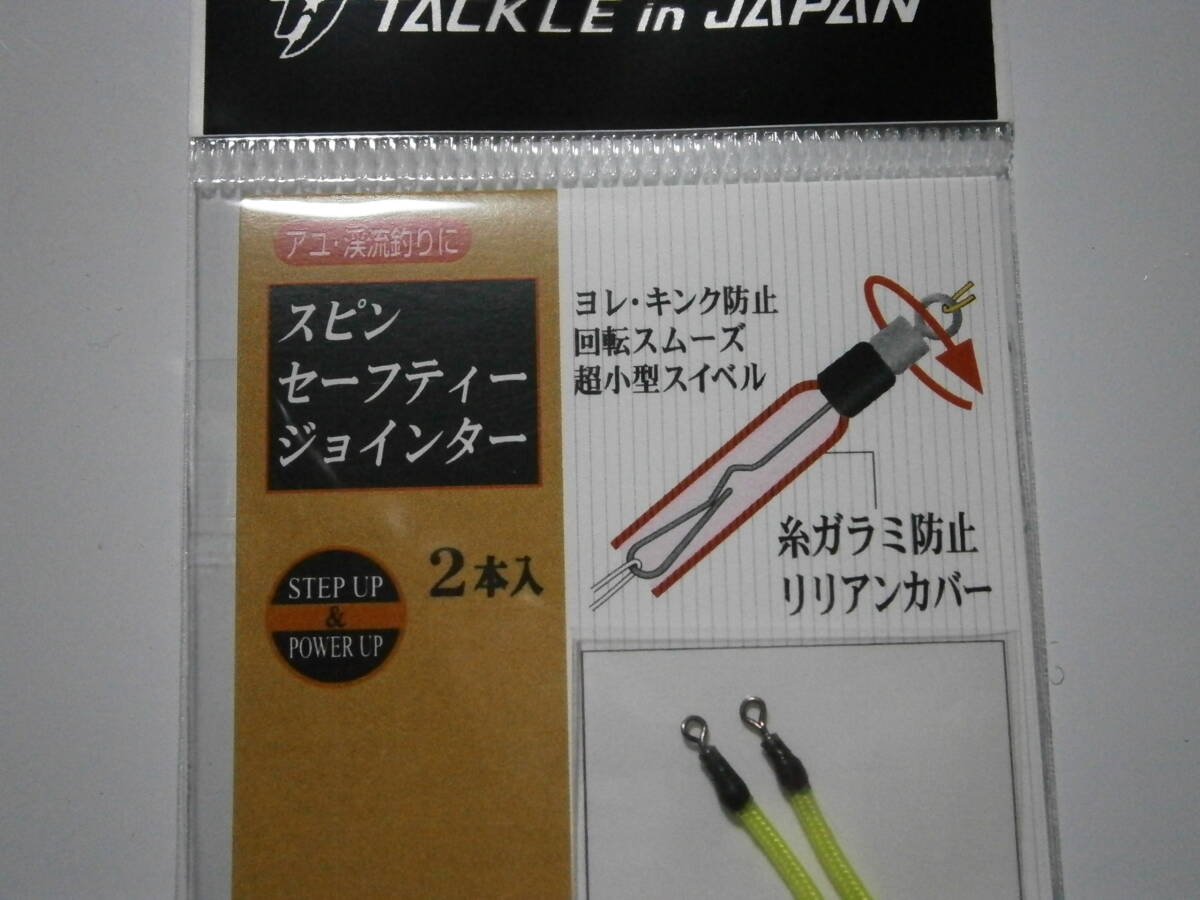 TACKLE in JAPAN
アユ・渓流釣りに
スピン
セーフティー
ジョインター
ヨレ・キンク防止
回転スムーズ
超小型スイベル
糸ガラミ防止
リリアンカバー
2本入
STEP UP
&
POWER UP